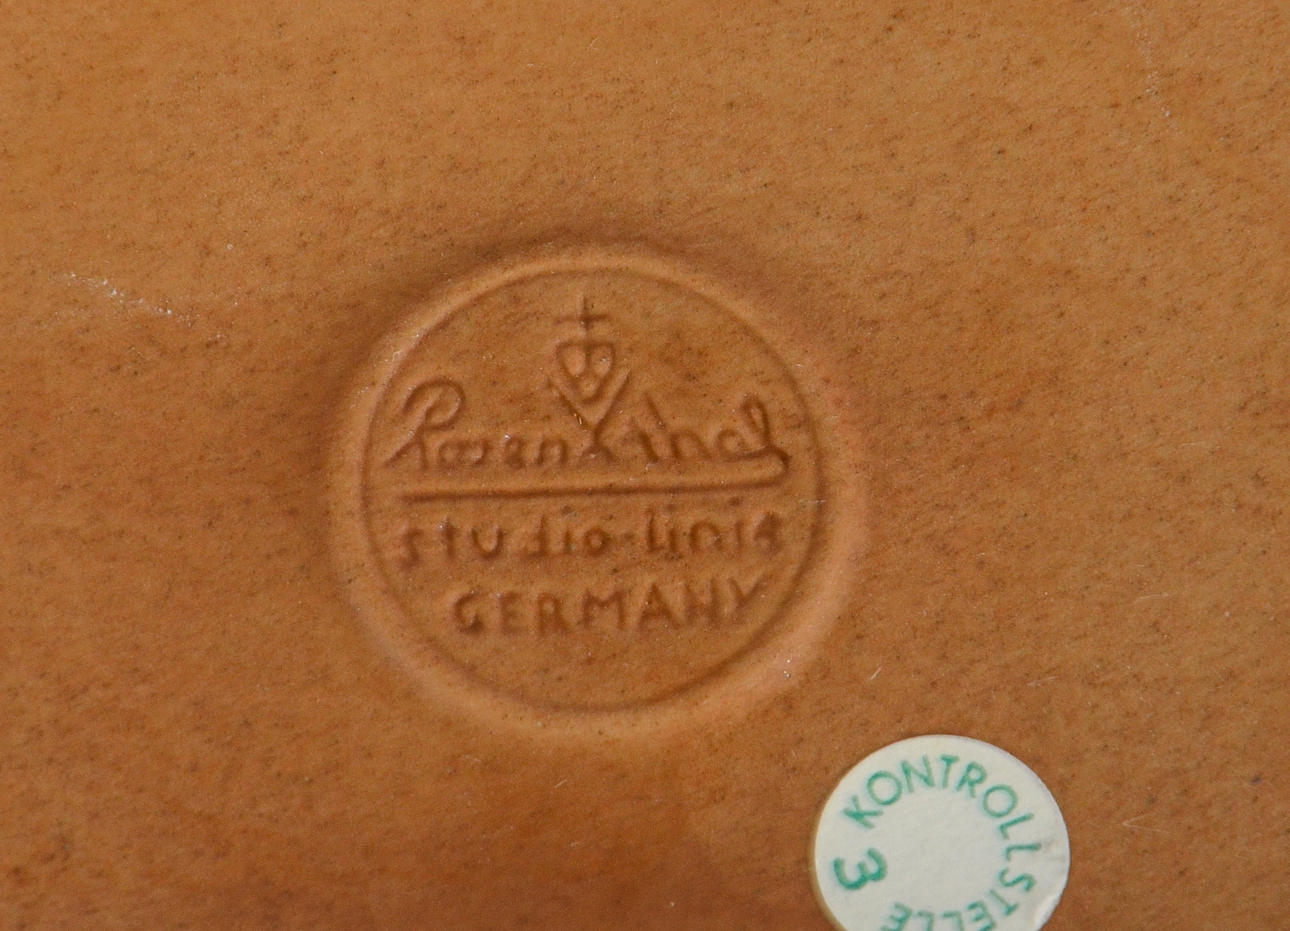 Rosenthal
studio-linie
GERMANY
KONTROLLSTELLE 3